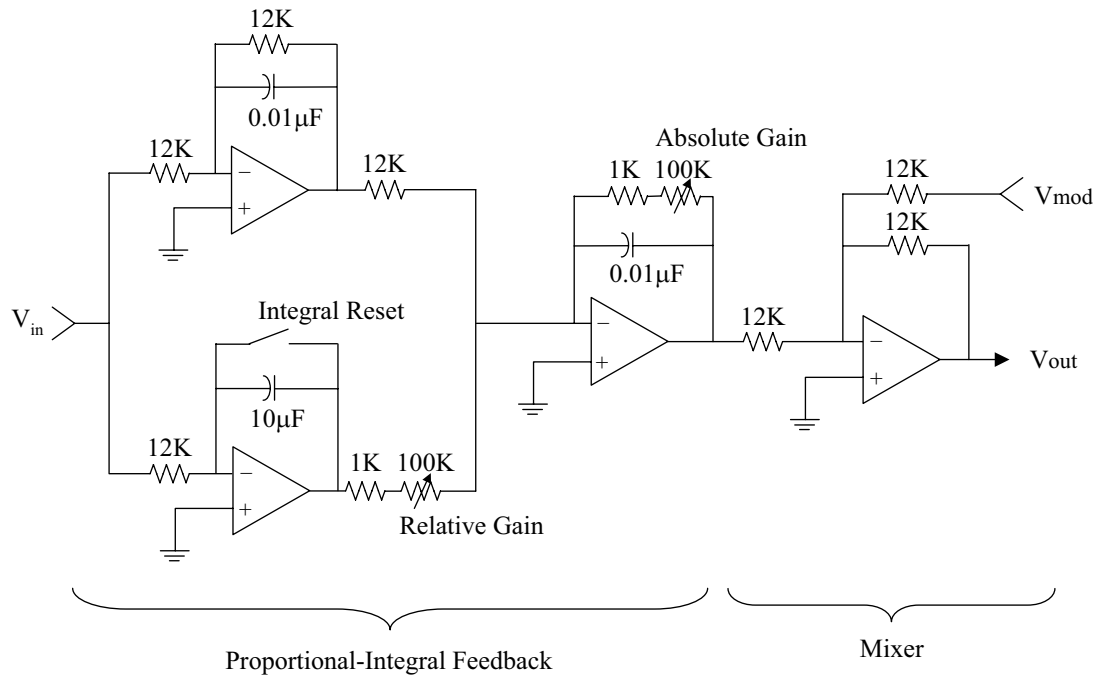 12K
0.01μF
12K
12K
−
+
Absolute Gain
1K 100K
0.01μF
−
+
12K
Vmod
12K
12K
−
+
Vout
V_in
Integral Reset
10μF
12K
−
+
1K 100K
Relative Gain
Proportional-Integral Feedback
Mixer